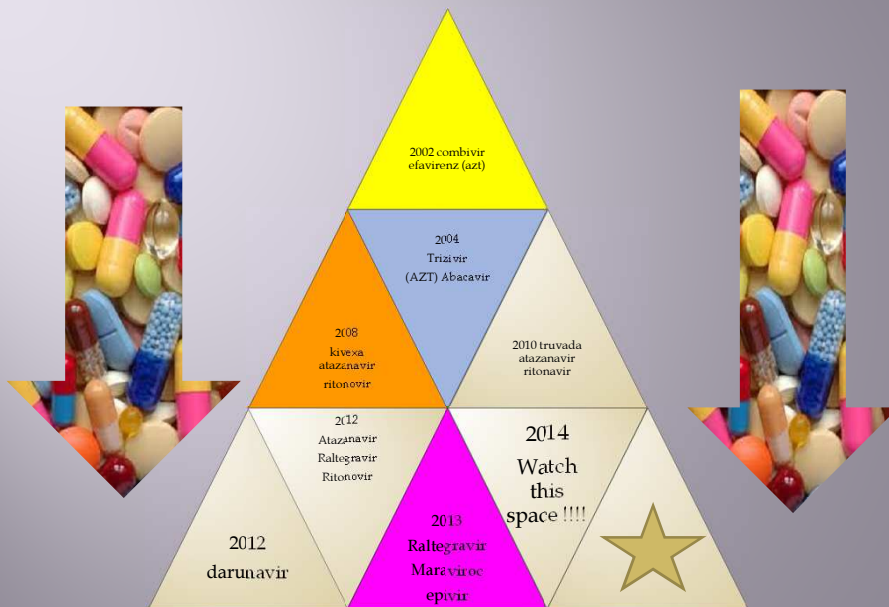 2002 combivir
efavirenz (azt)
2004
Trizivir
(AZT) Abacavir
2008
kivexa
atazanavir
ritonovir
2010 truvada
atazanavir
ritonavir
2012
darunavir
2012
Atazanavir
Raltegravir
Ritonovir
2013
Raltegravir
Maraviroc
epivir
2014
Watch
this
space !!!!